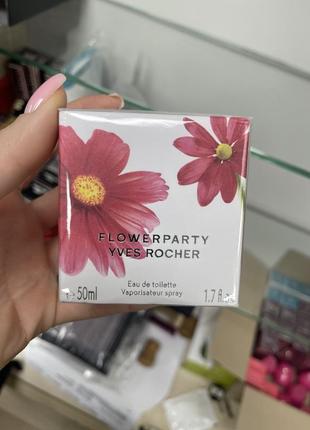 FLOWERPARTY
YVES ROCHER
Eau de toilette
50ml Vaporisateur spray 1.7